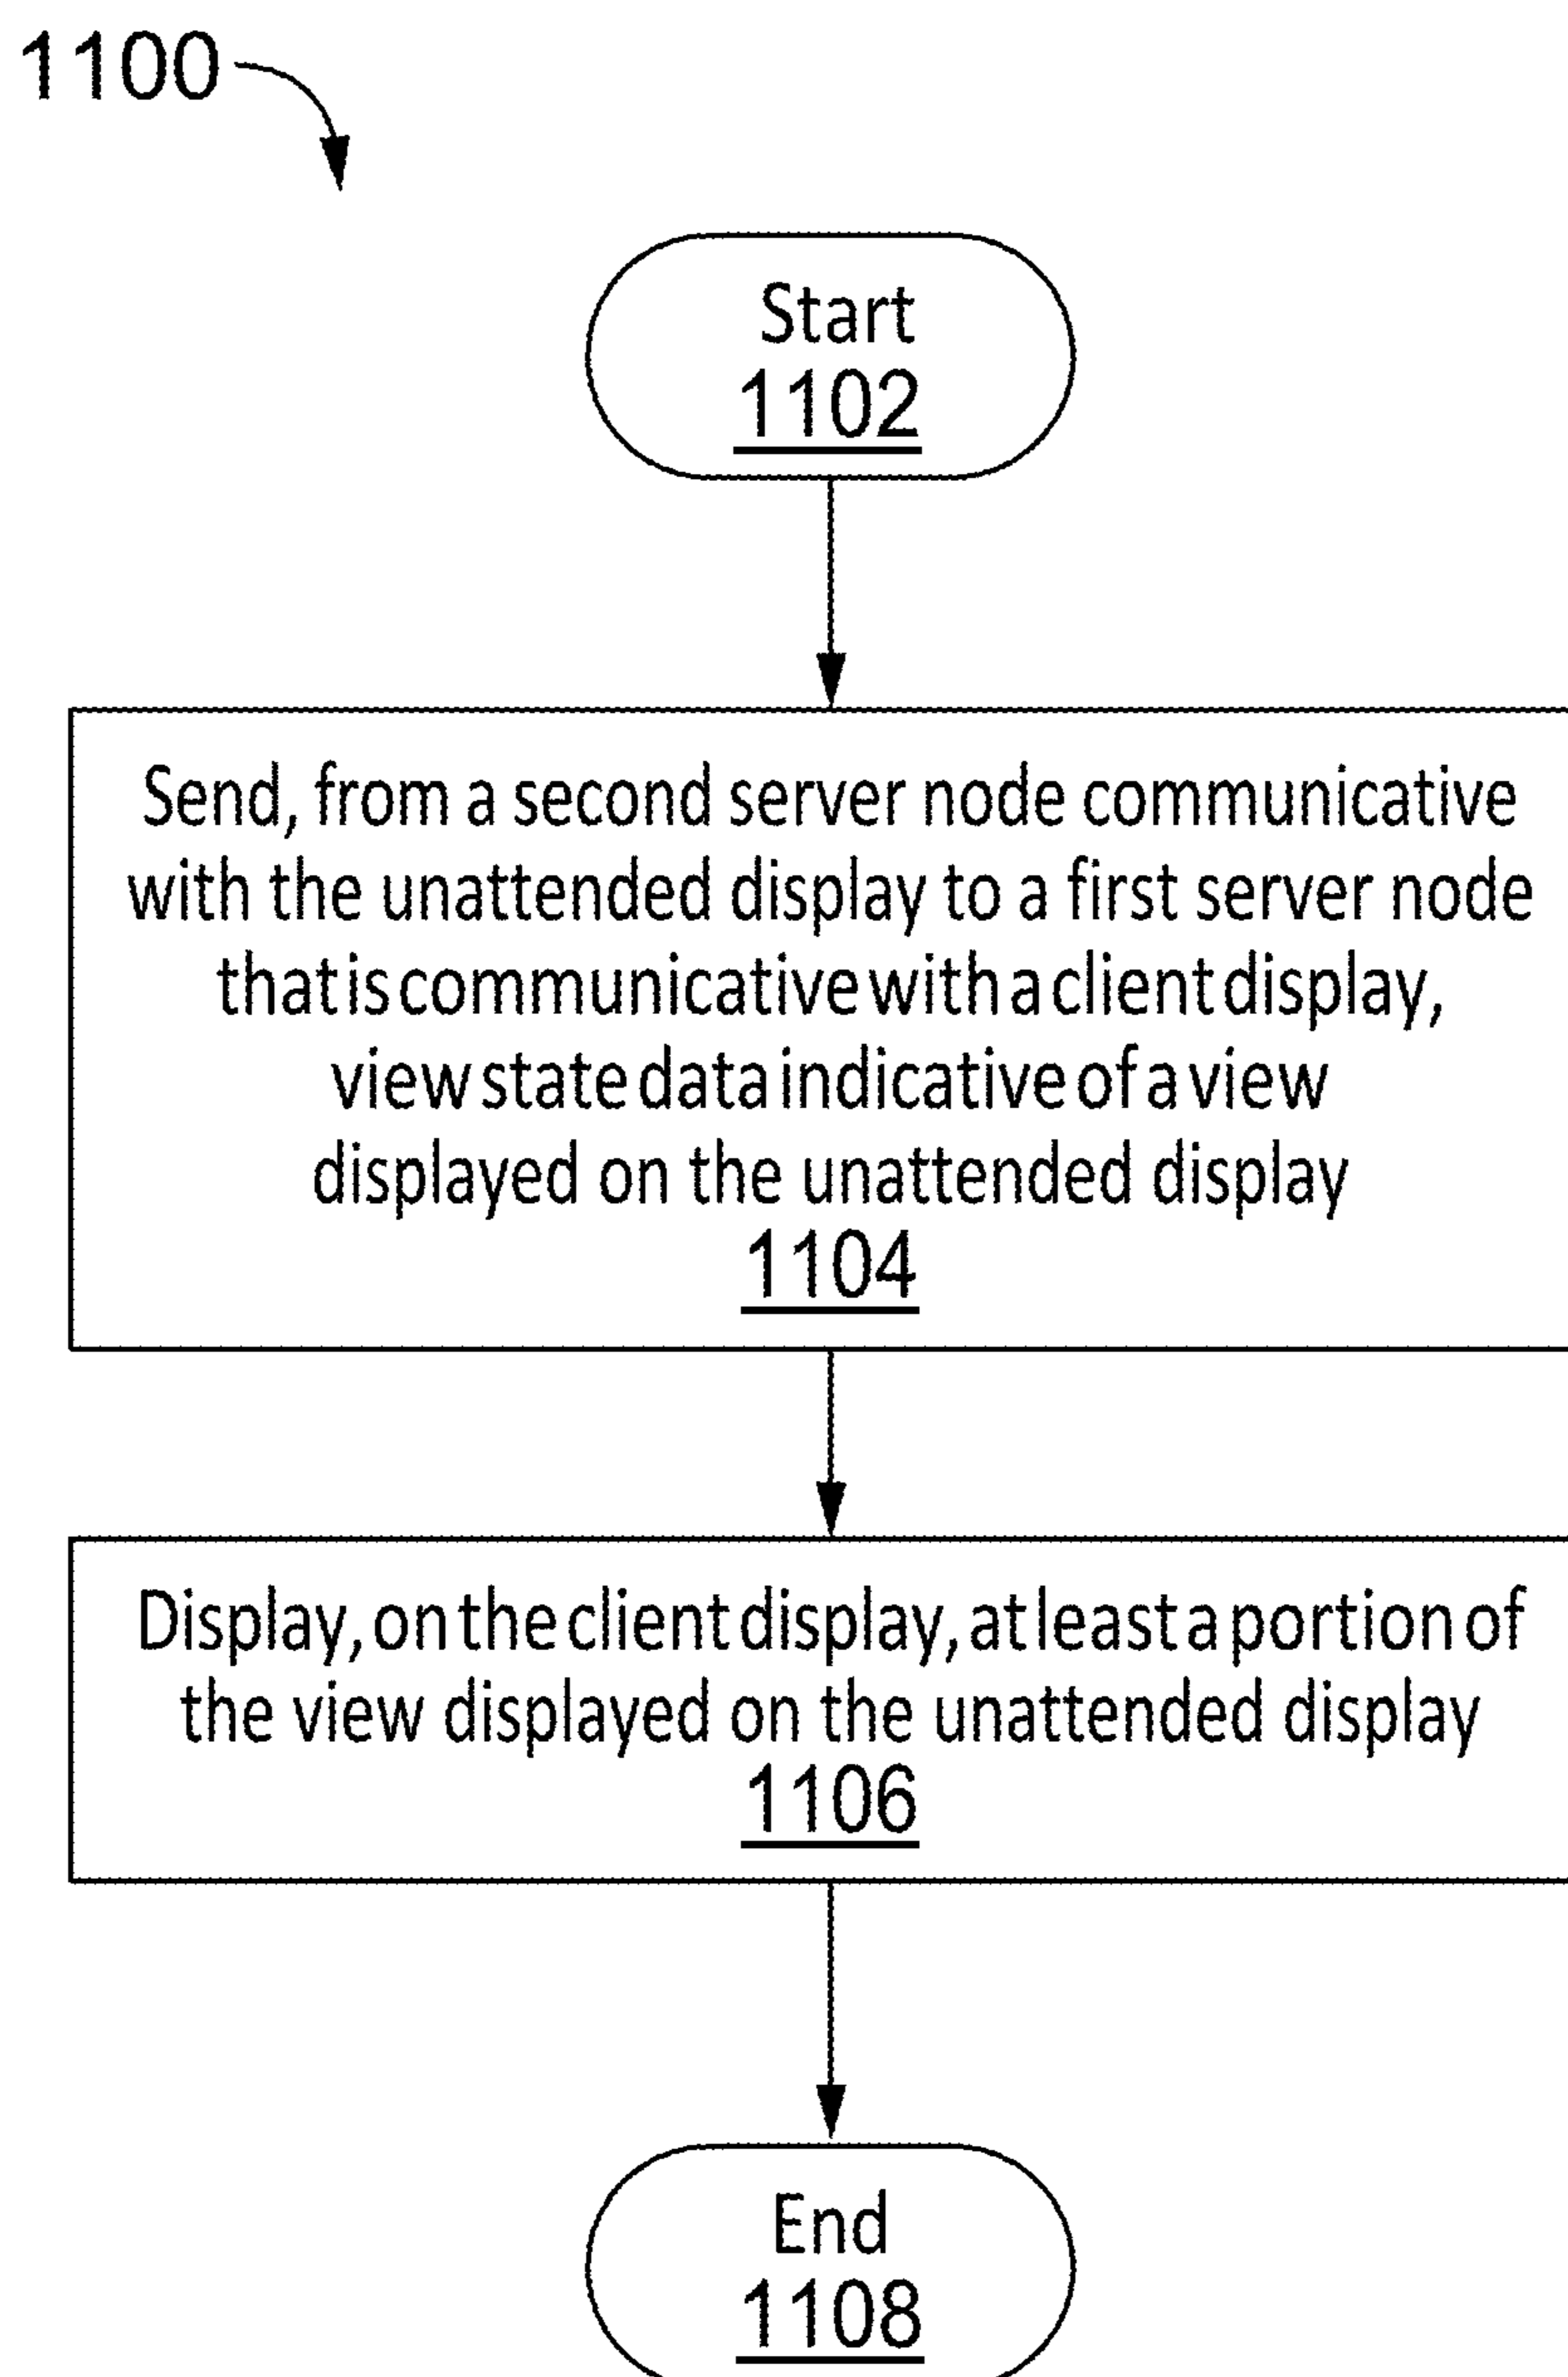 1100
Start
1102
Send, from a second server node communicative
with the unattended display to a first server node
that is communicative with a client display,
view state data indicative of a view
displayed on the unattended display
1104
Display, on the client display, at least a portion of
the view displayed on the unattended display
1106
End
1108